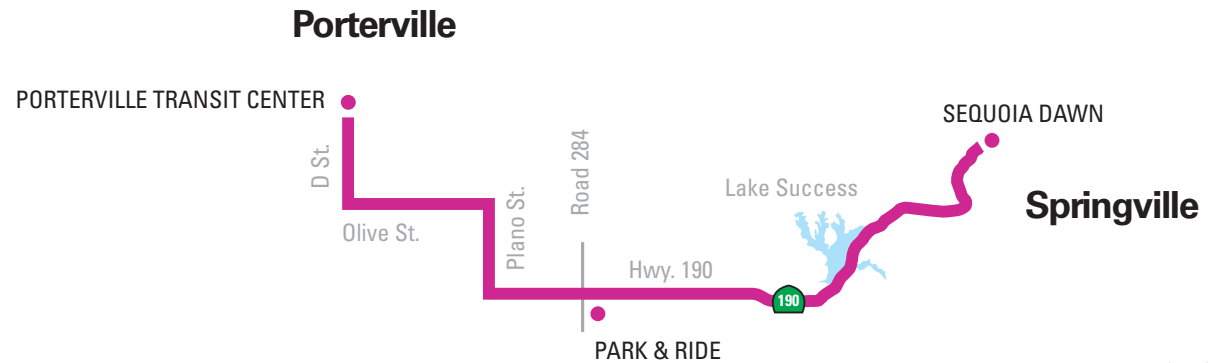 Porterville
PORTERVILLE TRANSIT CENTER
SEQUOIA DAWN
D St.
Road 284
Lake Success
Springville
Plano St.
Olive St.
Hwy. 190
190
PARK & RIDE